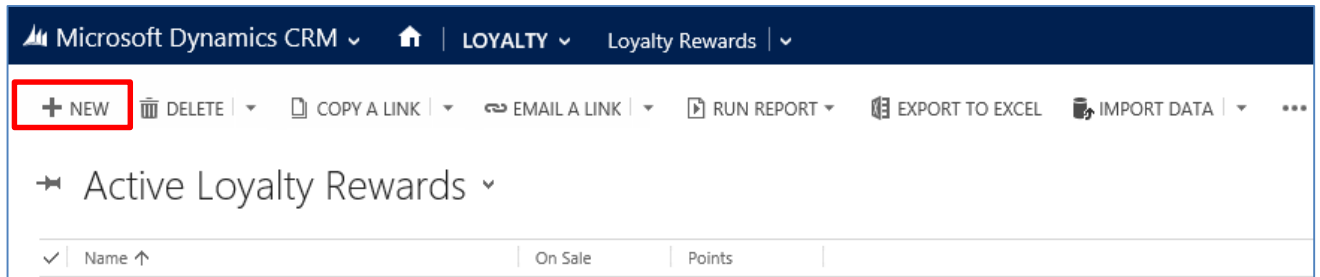 Microsoft Dynamics CRM LOYALTY Loyalty Rewards
NEW DELETE COPY A LINK EMAIL A LINK RUN REPORT EXPORT TO EXCEL IMPORT DATA •••
Active Loyalty Rewards
Name On Sale Points